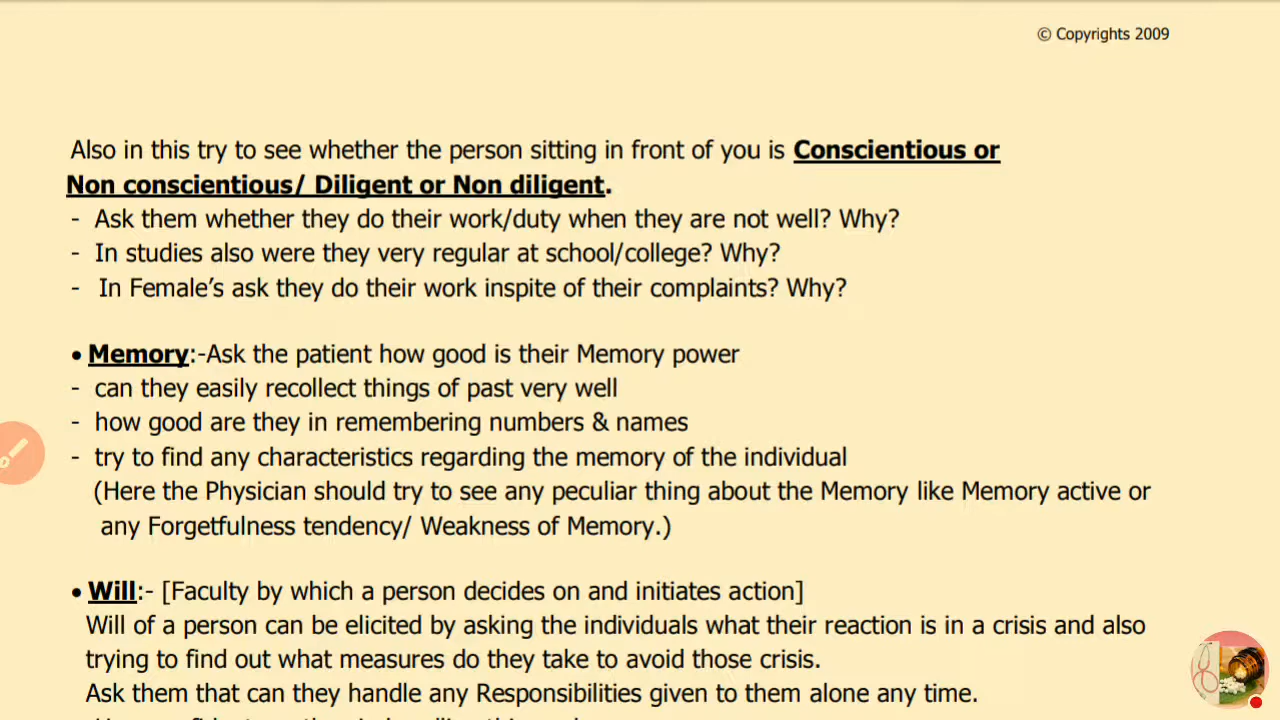 © Copyrights 2009
Also in this try to see whether the person sitting in front of you is Conscientious or
Non conscientious/ Diligent or Non diligent.
- Ask them whether they do their work/duty when they are not well? Why?
- In studies also were they very regular at school/college? Why?
- In Female’s ask they do their work inspite of their complaints? Why?
• Memory:-Ask the patient how good is their Memory power
- can they easily recollect things of past very well
- how good are they in remembering numbers & names
- try to find any characteristics regarding the memory of the individual
(Here the Physician should try to see any peculiar thing about the Memory like Memory active or
any Forgetfulness tendency/ Weakness of Memory.)
• Will:- [Faculty by which a person decides on and initiates action]
Will of a person can be elicited by asking the individuals what their reaction is in a crisis and also
trying to find out what measures do they take to avoid those crisis.
Ask them that can they handle any Responsibilities given to them alone any time.